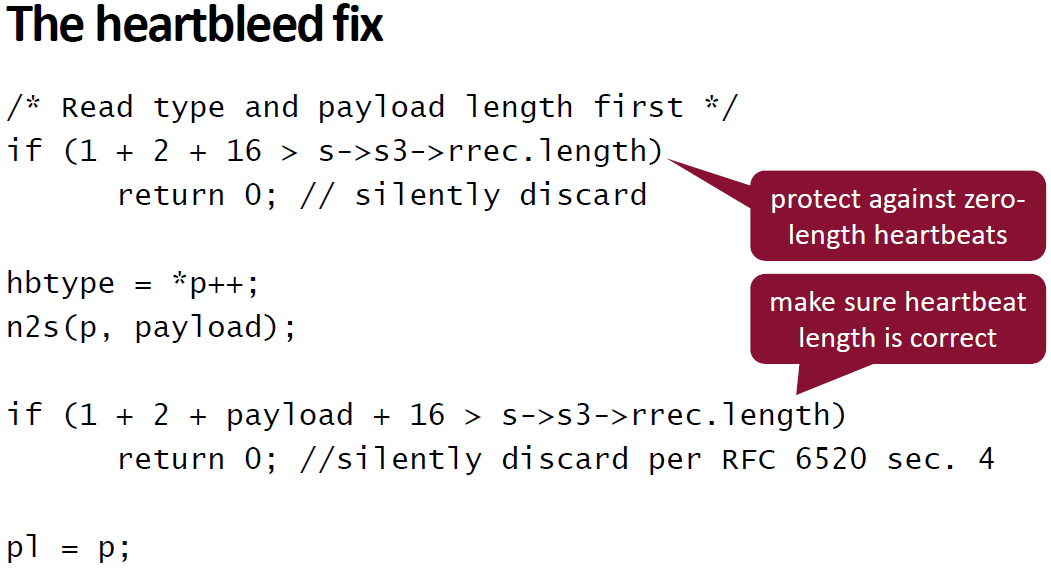 The heartbleed fix
/* Read type and payload length first */
if (1 + 2 + 16 > s->s3->rrec.length)
return 0; // silently discard
protect against zero-
length heartbeats
hbtype = *p++;
n2s(p, payload);
make sure heartbeat
length is correct
if (1 + 2 + payload + 16 > s->s3->rrec.length)
return 0; //silently discard per RFC 6520 sec. 4
pl = p;